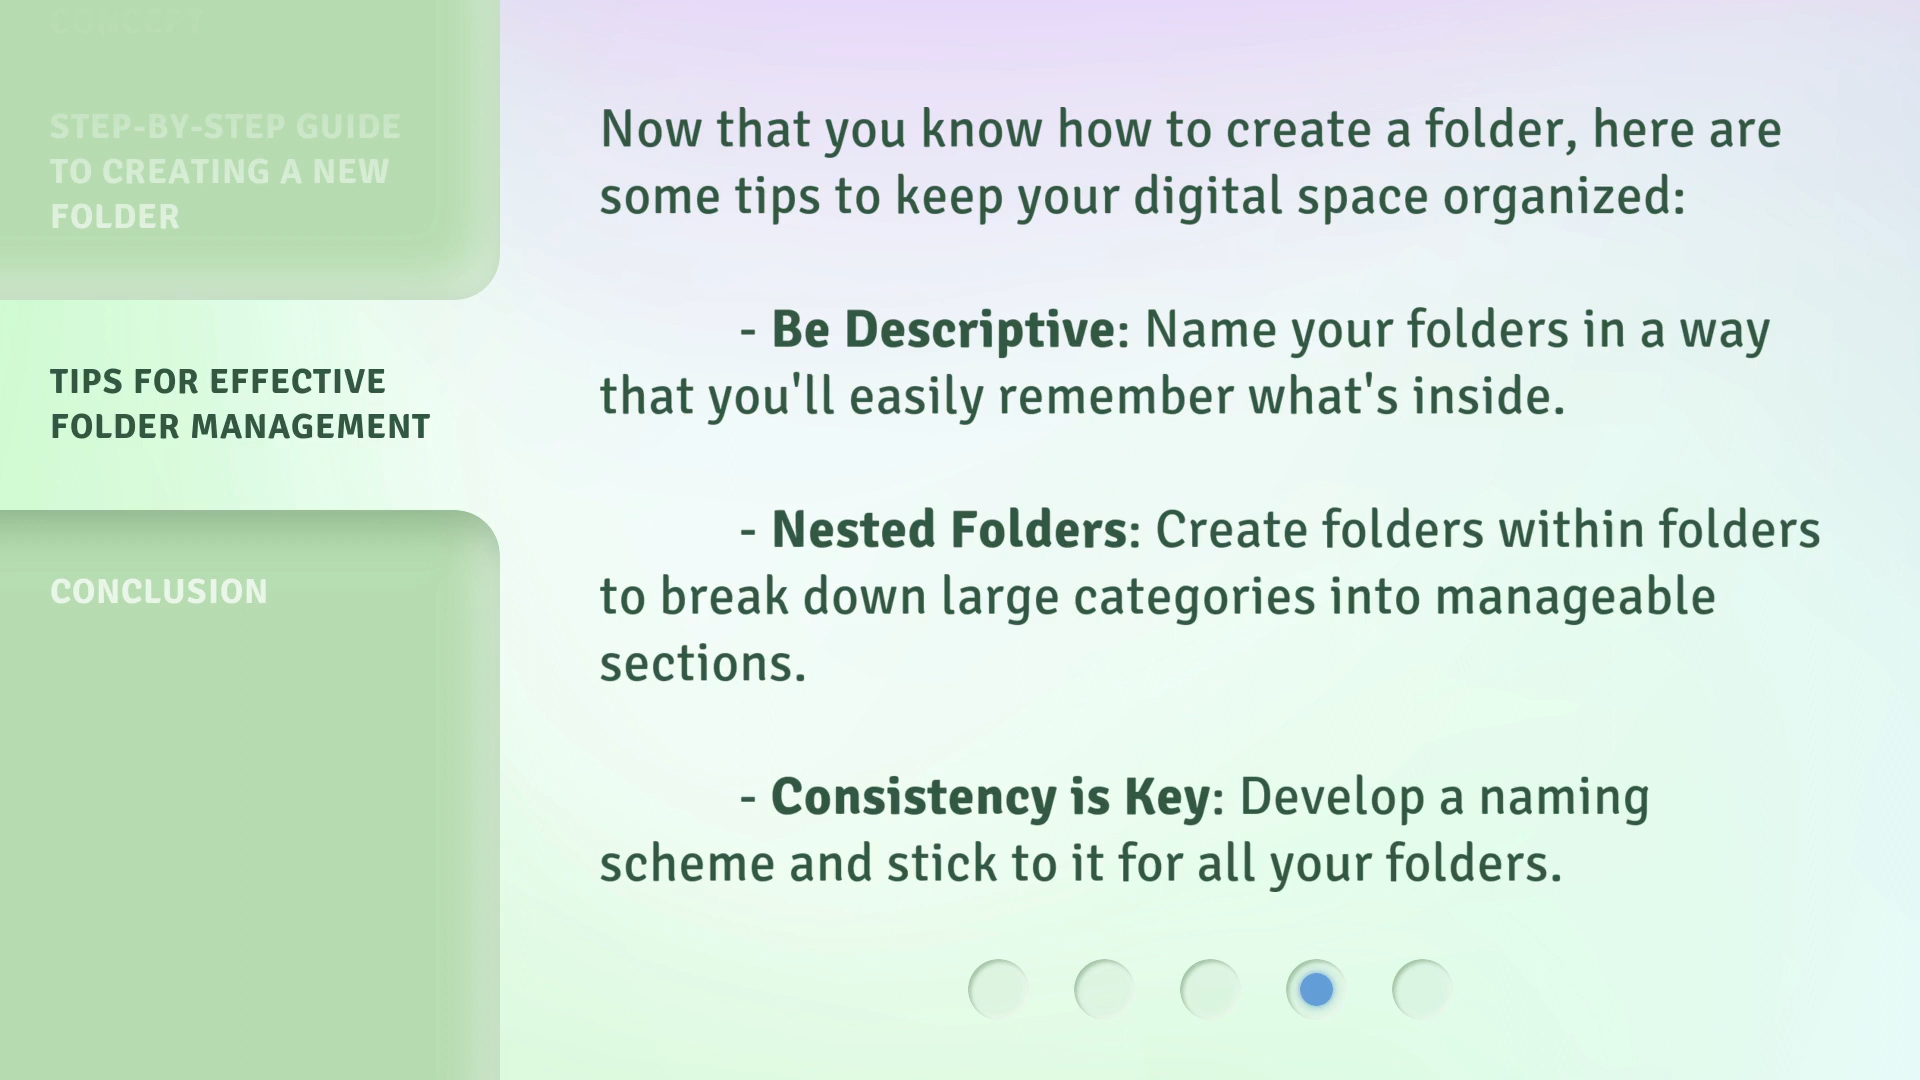 CONCEPT
STEP-BY-STEP GUIDE
TO CREATING A NEW
FOLDER
TIPS FOR EFFECTIVE
FOLDER MANAGEMENT
CONCLUSION
Now that you know how to create a folder, here are
some tips to keep your digital space organized:
- Be Descriptive: Name your folders in a way
that you'll easily remember what's inside.
- Nested Folders: Create folders within folders
to break down large categories into manageable
sections.
- Consistency is Key: Develop a naming
scheme and stick to it for all your folders.